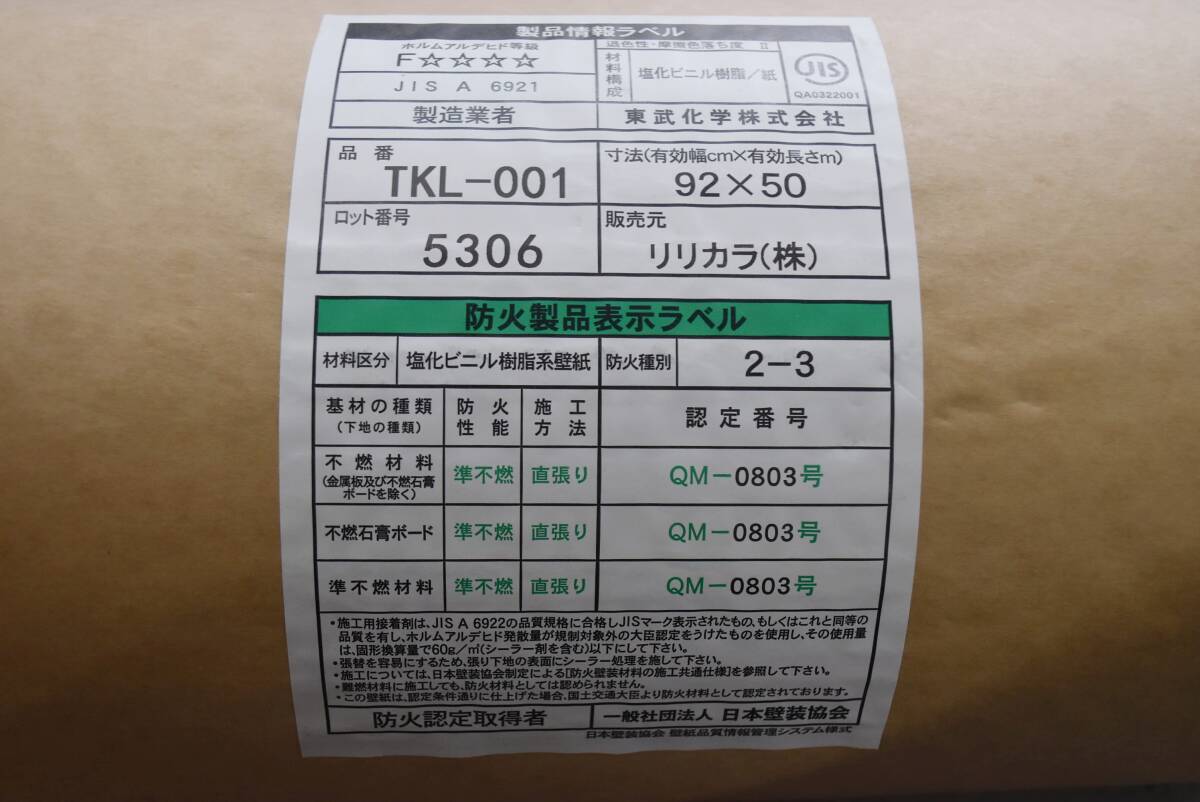 製品情報ラベル
ホルムアルデヒド等級
F☆☆☆☆
JIS A 6921
退色性・摩擦色落ち度 II
材料構成
塩化ビニル樹脂/紙
JIS
QA0322001
製造業者
東武化学株式会社
品番
TKL-001
寸法(有効幅cm×有効長さm)
92×50
ロット番号
5306
販売元
リリカラ(株)
防火製品表示ラベル
材料区分
塩化ビニル樹脂系壁紙
防火種別
2-3
基材の種類
(下地の種類)
防火性能
施工方法
認定番号
不燃材料
(金属板及び不燃石膏
ボードを除く)
準不燃
直張り
QM-0803号
不燃石膏ボード
準不燃
直張り
QM-0803号
準不燃材料
準不燃
直張り
QM-0803号
・施工用接着剤は、JIS A 6922の品質規格に合格しJISマーク表示されたもの、もしくはこれと同等の
品質を有し、ホルムアルデヒド発散量が規制対象外の大臣認定をうけたものを使用し、その使用量
は、固形換算量で60g/㎡(シーラー剤を含む)以下にして下さい。
・張替を容易にするため、張り下地の表面にシーラー処理を施して下さい。
・施工については、日本壁装協会制定による[防火壁装材料の施工共通仕様]を参照して下さい。
・難燃材料に施工しても、防火材料としては認められません。
・この壁紙は、認定条件通りに仕上げた場合、国土交通大臣より防火材料として認定されております。
防火認定取得者
一般社団法人 日本壁装協会
日本壁装協会 壁紙品質情報管理システム様式